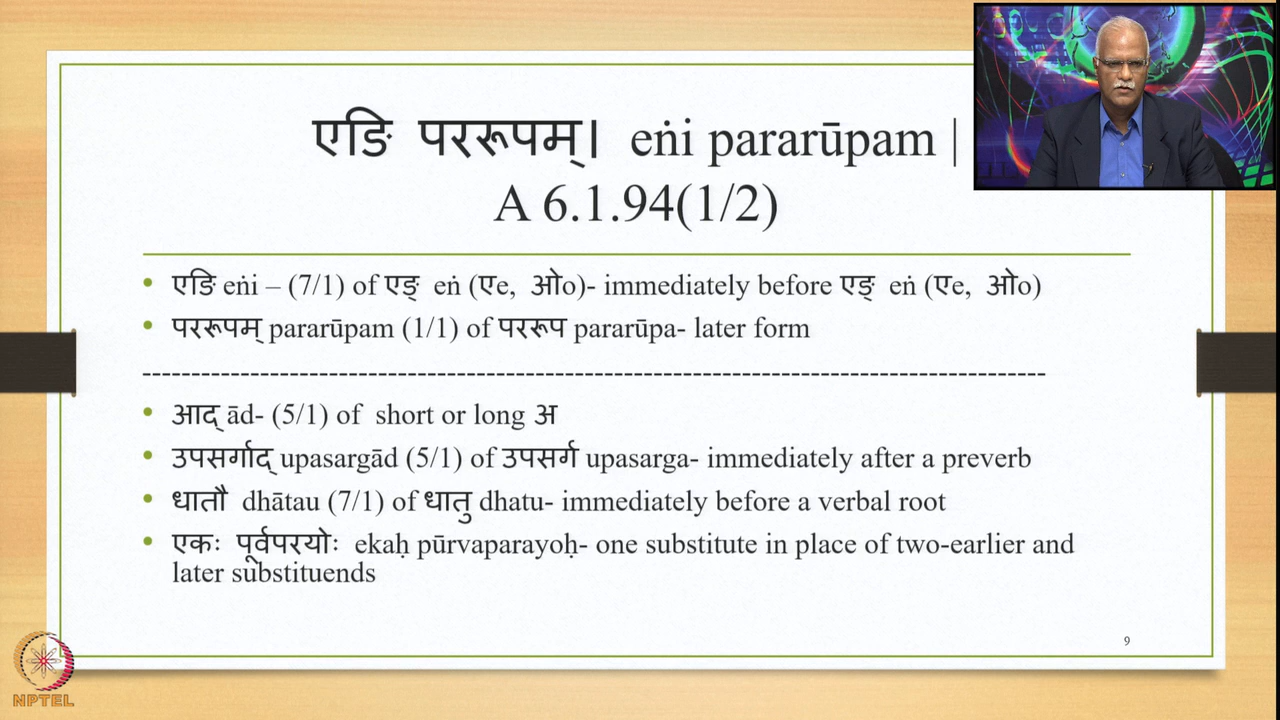 एङि पररूपम्। eṅi pararūpam |
A 6.1.94(1/2)
• एङि eṅi – (7/1) of एङ् eṅ (एe, ओo)- immediately before एङ् eṅ (एe, ओo)
• पररूपम् pararūpam (1/1) of पररूप pararūpa- later form
------------------------------------------------------------------------------------------
• आद् ād- (5/1) of short or long अ
• उपसर्गाद् upasargād (5/1) of उपसर्ग upasarga- immediately after a preverb
• धातौ dhātau (7/1) of धातु dhatu- immediately before a verbal root
• एकः पूर्वपरयोः ekaḥ pūrvaparayoḥ- one substitute in place of two-earlier and
later substituends
9
NPTEL